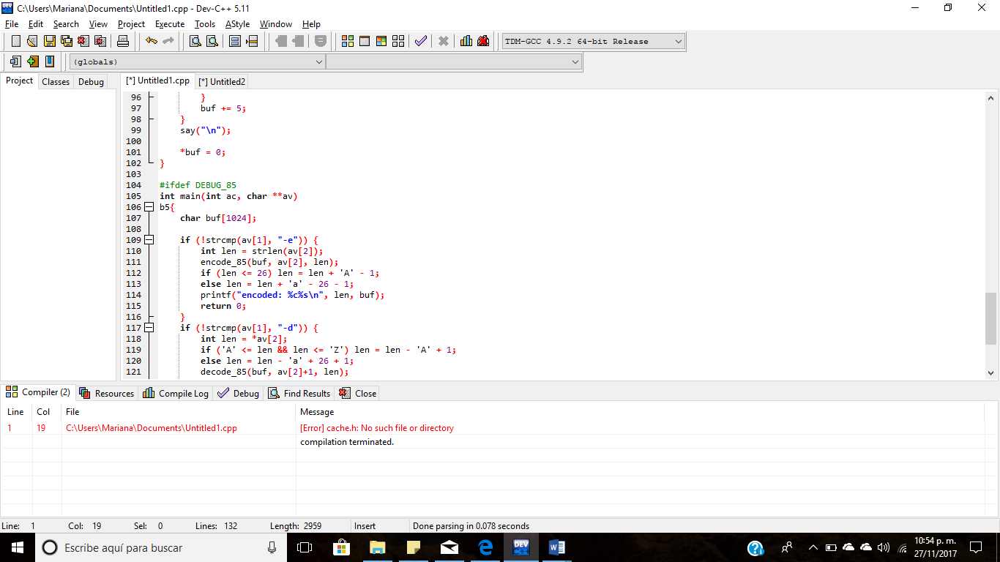 C:\Users\Mariana\Documents\Untitled1.cpp - Dev-C++ 5.11
File Edit Search View Project Execute Tools AStyle Window Help
TDM-GCC 4.9.2 64-bit Release
(globals)
Project Classes Debug
[*] Untitled1.cpp [*] Untitled2
96         }
97         buf += 5;
98     }
99     say("\n");
100
101     *buf = 0;
102 }
103
104 #ifdef DEBUG_85
105 int main(int ac, char **av)
106 b5{
107     char buf[1024];
108
109     if (!strcmp(av[1], "-e")) {
110         int len = strlen(av[2]);
111         encode_85(buf, av[2], len);
112         if (len <= 26) len = len + 'A' - 1;
113         else len = len + 'a' - 26 - 1;
114         printf("encoded: %c%s\n", len, buf);
115         return 0;
116     }
117     if (!strcmp(av[1], "-d")) {
118         int len = *av[2];
119         if ('A' <= len && len <= 'Z') len = len - 'A' + 1;
120         else len = len - 'a' + 26 + 1;
121         decode_85(buf, av[2]+1, len);
Compiler (2) Resources Compile Log Debug Find Results Close
Line Col File Message
1 19 C:\Users\Mariana\Documents\Untitled1.cpp [Error] cache.h: No such file or directory
compilation terminated.
Line: 1 Col: 19 Sel: 0 Lines: 132 Length: 2959 Insert Done parsing in 0.078 seconds
Escribe aquí para buscar
DEV
10:54 p. m.
27/11/2017